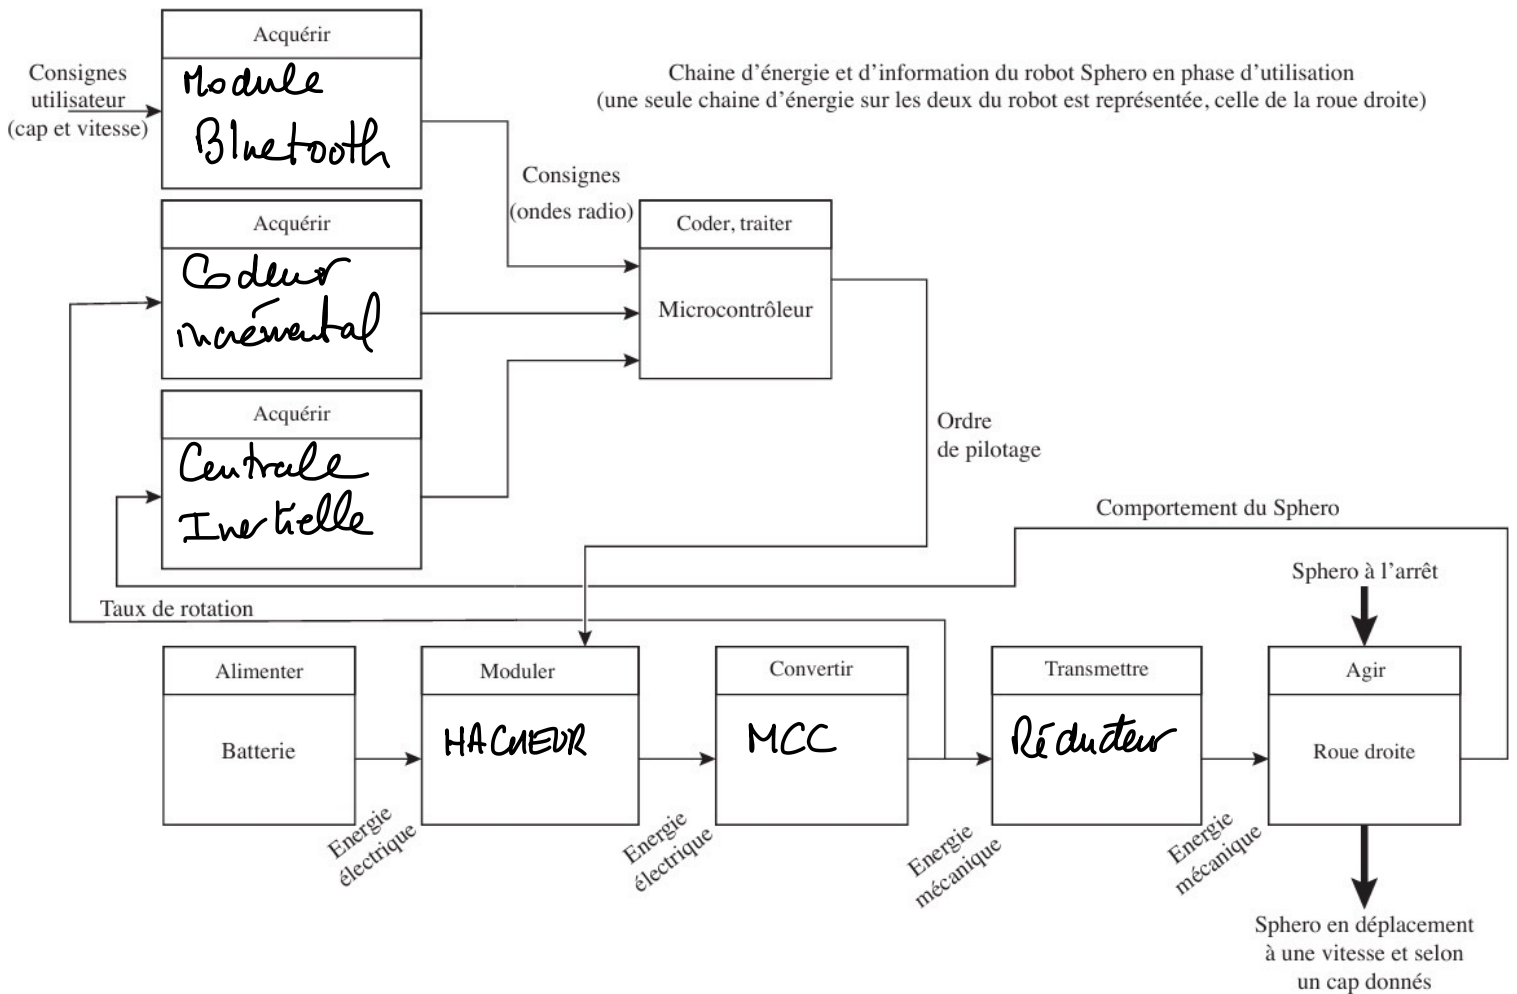 Acquérir
Module
Bluetooth
Consignes
utilisateur
(cap et vitesse)
Chaine d’énergie et d’information du robot Sphero en phase d’utilisation
(une seule chaine d’énergie sur les deux du robot est représentée, celle de la roue droite)
Consignes
(ondes radio)
Acquérir
Codeur
incrémental
Coder, traiter
Microcontrôleur
Acquérir
Centrale
Inertielle
Ordre
de pilotage
Comportement du Sphero
Sphero à l’arrêt
Taux de rotation
Alimenter
Batterie
Moduler
HACHEUR
Convertir
MCC
Transmettre
Réducteur
Agir
Roue droite
Energie
électrique
Energie
électrique
Energie
mécanique
Energie
mécanique
Sphero en déplacement
à une vitesse et selon
un cap donnés